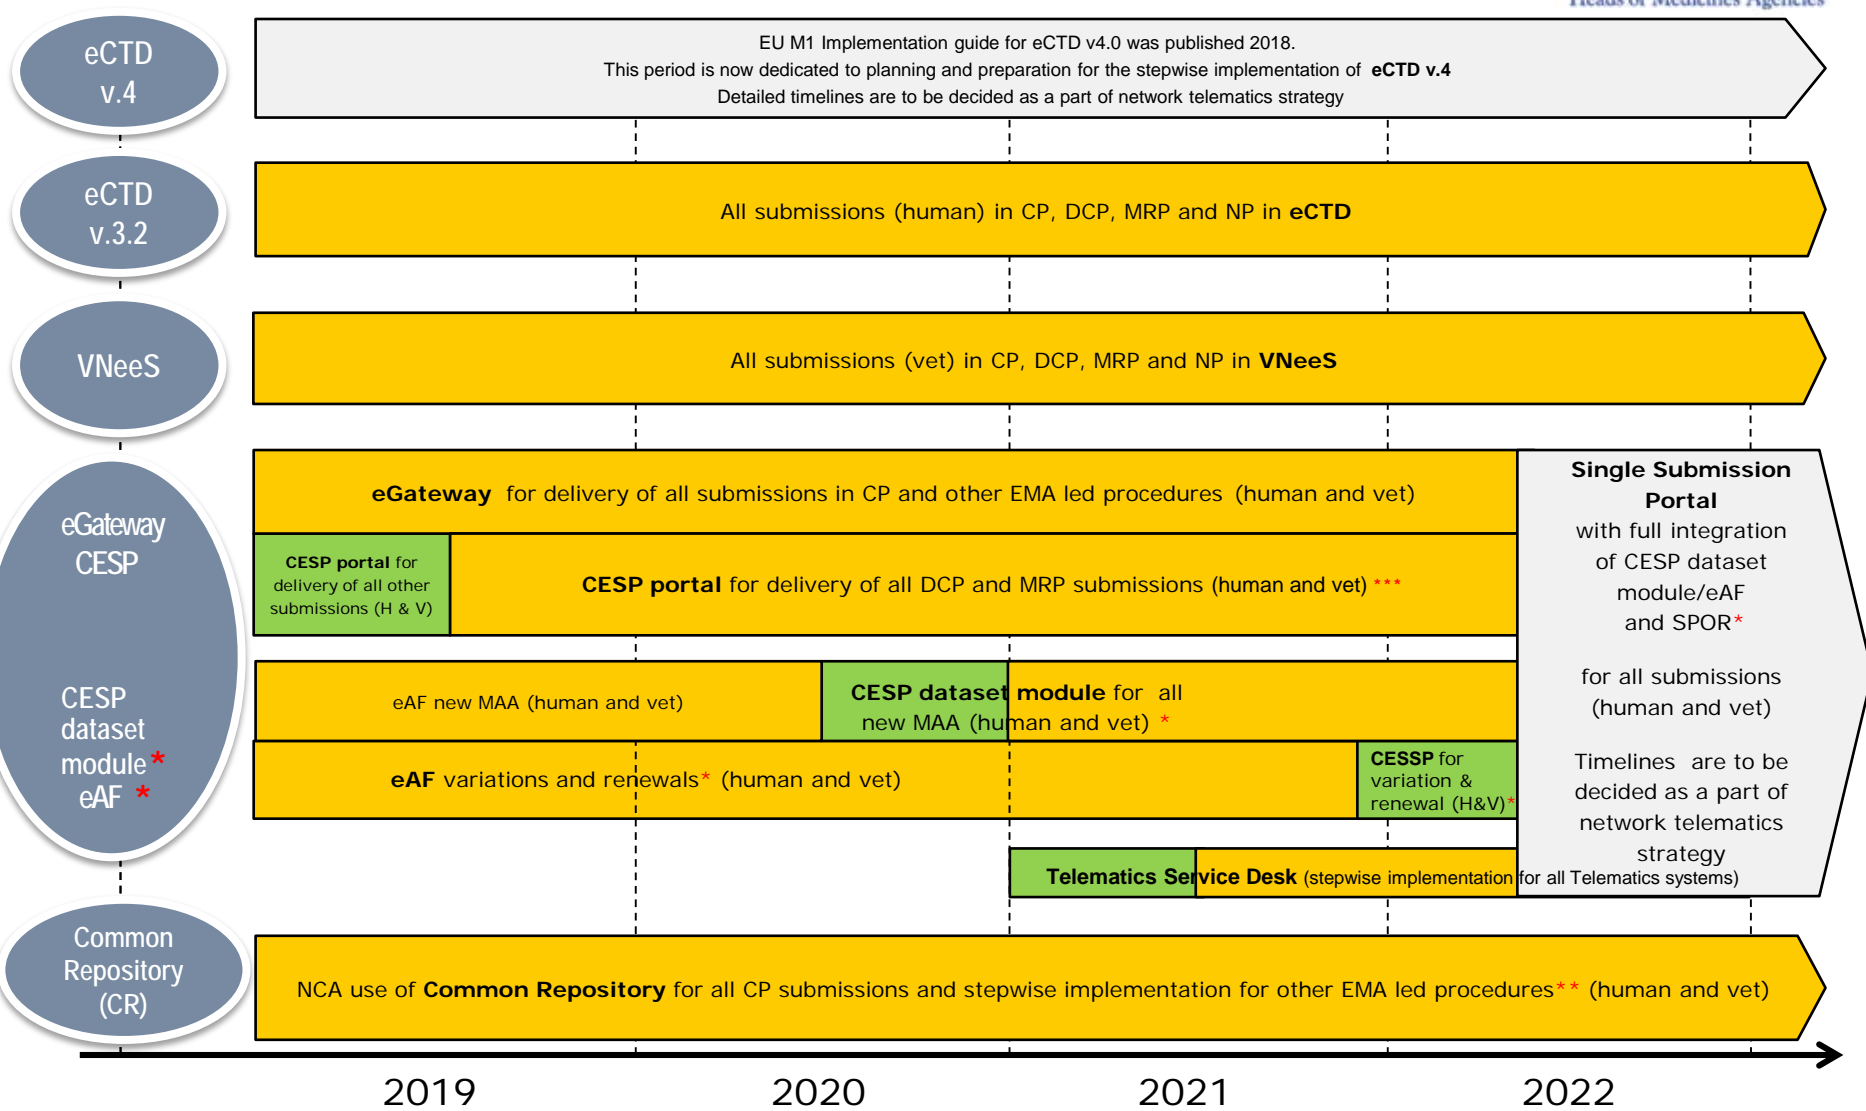 Heads of Medicines Agencies
eCTD
v.4
EU M1 Implementation guide for eCTD v4.0 was published 2018.
This period is now dedicated to planning and preparation for the stepwise implementation of eCTD v.4
Detailed timelines are to be decided as a part of network telematics strategy
eCTD
v.3.2
All submissions (human) in CP, DCP, MRP and NP in eCTD
VNeeS
All submissions (vet) in CP, DCP, MRP and NP in VNeeS
eGateway
CESP
CESP
dataset
module*
eAF *
eGateway for delivery of all submissions in CP and other EMA led procedures (human and vet)
CESP portal for
delivery of all other
submissions (H & V)
CESP portal for delivery of all DCP and MRP submissions (human and vet) ***
eAF new MAA (human and vet)
CESP dataset module for all
new MAA (human and vet) *
eAF variations and renewals* (human and vet)
CESSP for
variation &
renewal (H&V)*
Single Submission
Portal
with full integration
of CESP dataset
module/eAF
and SPOR*
for all submissions
(human and vet)
Timelines are to be
decided as a part of
network telematics
strategy
Telematics Service Desk (stepwise implementation for all Telematics systems)
Common
Repository
(CR)
NCA use of Common Repository for all CP submissions and stepwise implementation for other EMA led procedures** (human and vet)
2019
2020
2021
2022